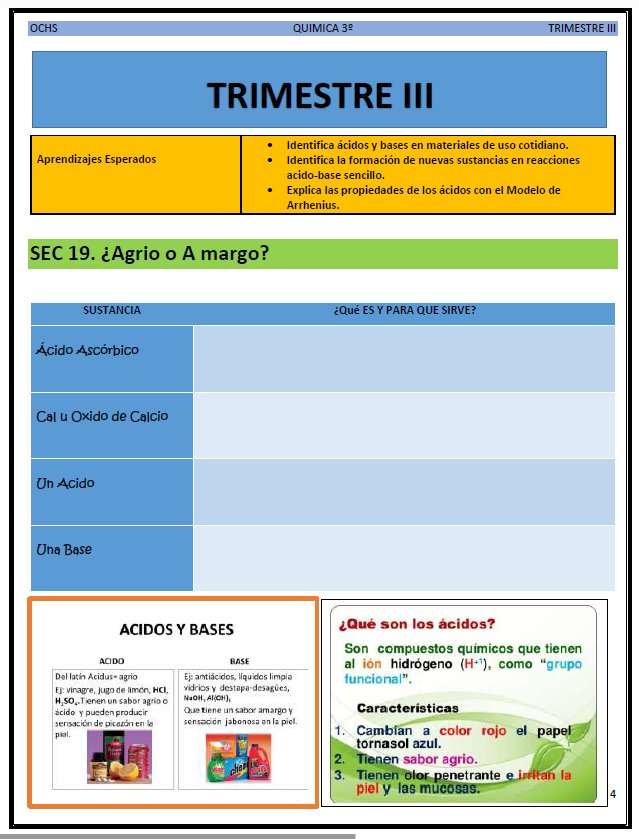 OCHS QUIMICA 3º TRIMESTRE III
TRIMESTRE III
Aprendizajes Esperados
• Identifica ácidos y bases en materiales de uso cotidiano.
• Identifica la formación de nuevas sustancias en reacciones
acido-base sencillo.
• Explica las propiedades de los ácidos con el Modelo de
Arrhenius.
SEC 19. ¿Agrio o A margo?
SUSTANCIA ¿Qué ES Y PARA QUE SIRVE?
Ácido Ascórbico
Cal u Oxido de Calcio
Un Acido
Una Base
ACIDOS Y BASES
ACIDO
Del latín Acidus= agrio
Ej: vinagre, jugo de limón, HCl,
H₂SO₄.Tienen un sabor agrio o
ácido y pueden producir
sensación de picazón en la
piel.
BASE
Ej: antiácidos, líquidos limpia
vidrios y destapa-desagües,
NaOH, Al(OH)₃
Que tiene un sabor amargo y
sensación jabonosa en la piel.
¿Qué son los ácidos?
Son compuestos químicos que tienen
al ión hidrógeno (H⁺¹), como “grupo
funcional”.
Características
1. Cambian a color rojo el papel
tornasol azul.
2. Tienen sabor agrio.
3. Tienen olor penetrante e irritan la
piel y las mucosas.
4